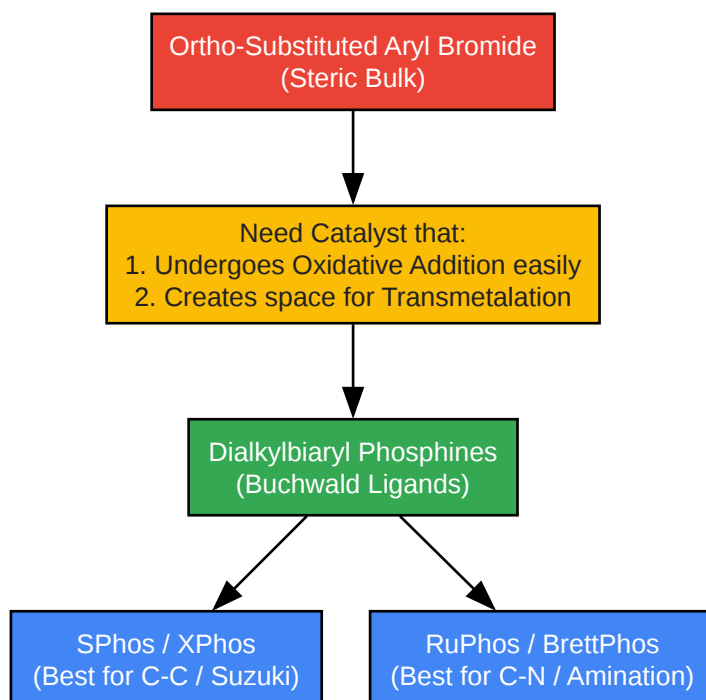 Ortho-Substituted Aryl Bromide
(Steric Bulk)
Need Catalyst that:
1. Undergoes Oxidative Addition easily
2. Creates space for Transmetalation
Dialkylbiaryl Phosphines
(Buchwald Ligands)
SPhos / XPhos
(Best for C-C / Suzuki)
RuPhos / BrettPhos
(Best for C-N / Amination)